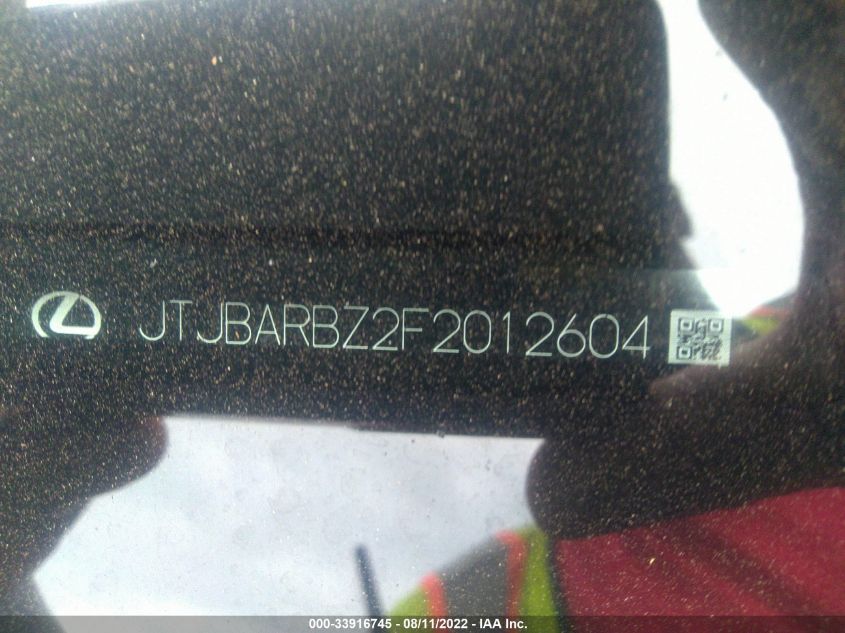 JTJBARBZ2F2012604
000-33916745 - 08/11/2022 - IAA Inc.